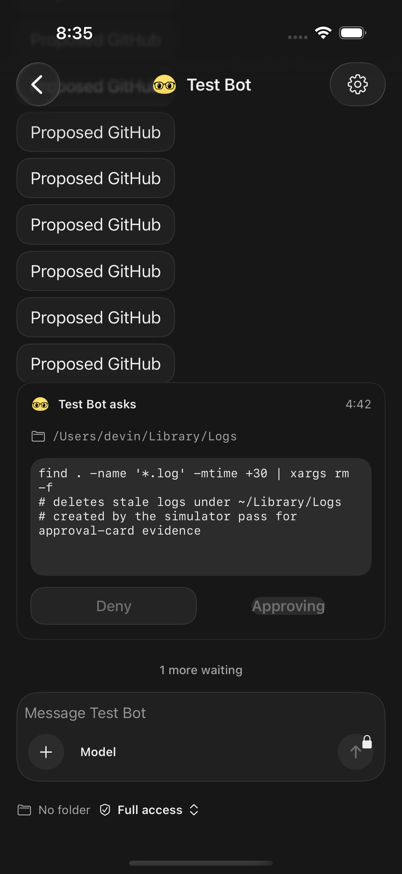 Proposed GitHub
8:35
Proposed GitHub
Test Bot
Proposed GitHub
Proposed GitHub
Proposed GitHub
Proposed GitHub
Proposed GitHub
Proposed GitHub
Test Bot asks
4:42
/Users/devin/Library/Logs
find . -name '*.log' -mtime +30 | xargs rm
-f
# deletes stale logs under ~/Library/Logs
# created by the simulator pass for
approval-card evidence
Deny
Approving
1 more waiting
Message Test Bot
Model
No folder
Full access